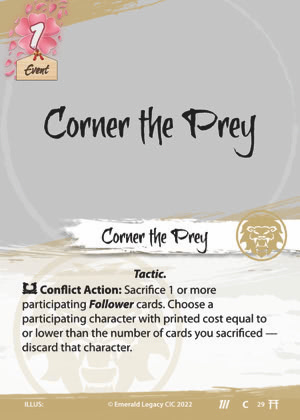 1
Event
Corner the Prey
Corner the Prey
Tactic.
Conflict Action: Sacrifice 1 or more
participating Follower cards. Choose a
participating character with printed cost equal to
or lower than the number of cards you sacrificed —
discard that character.
ILLUS: © Emerald Legacy CIC 2022 C 29